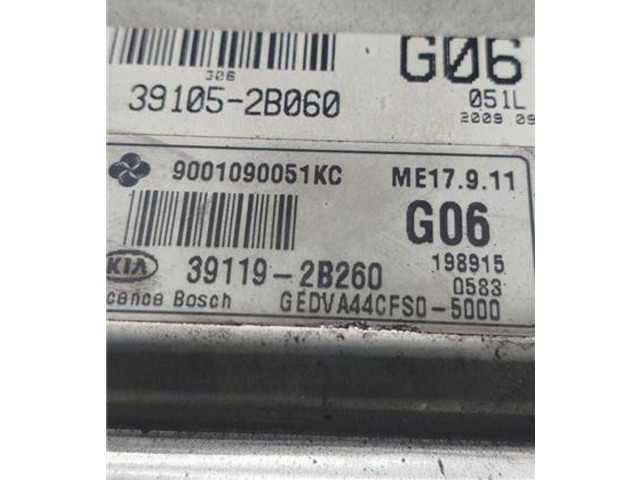 G06
J06
39105-2B060
051L
2009 09
9001090051KC
ME17.9.11
G06
KIA
39119-2B260
198915
0583
cence Bosch
GEDVA44CFS0-5000